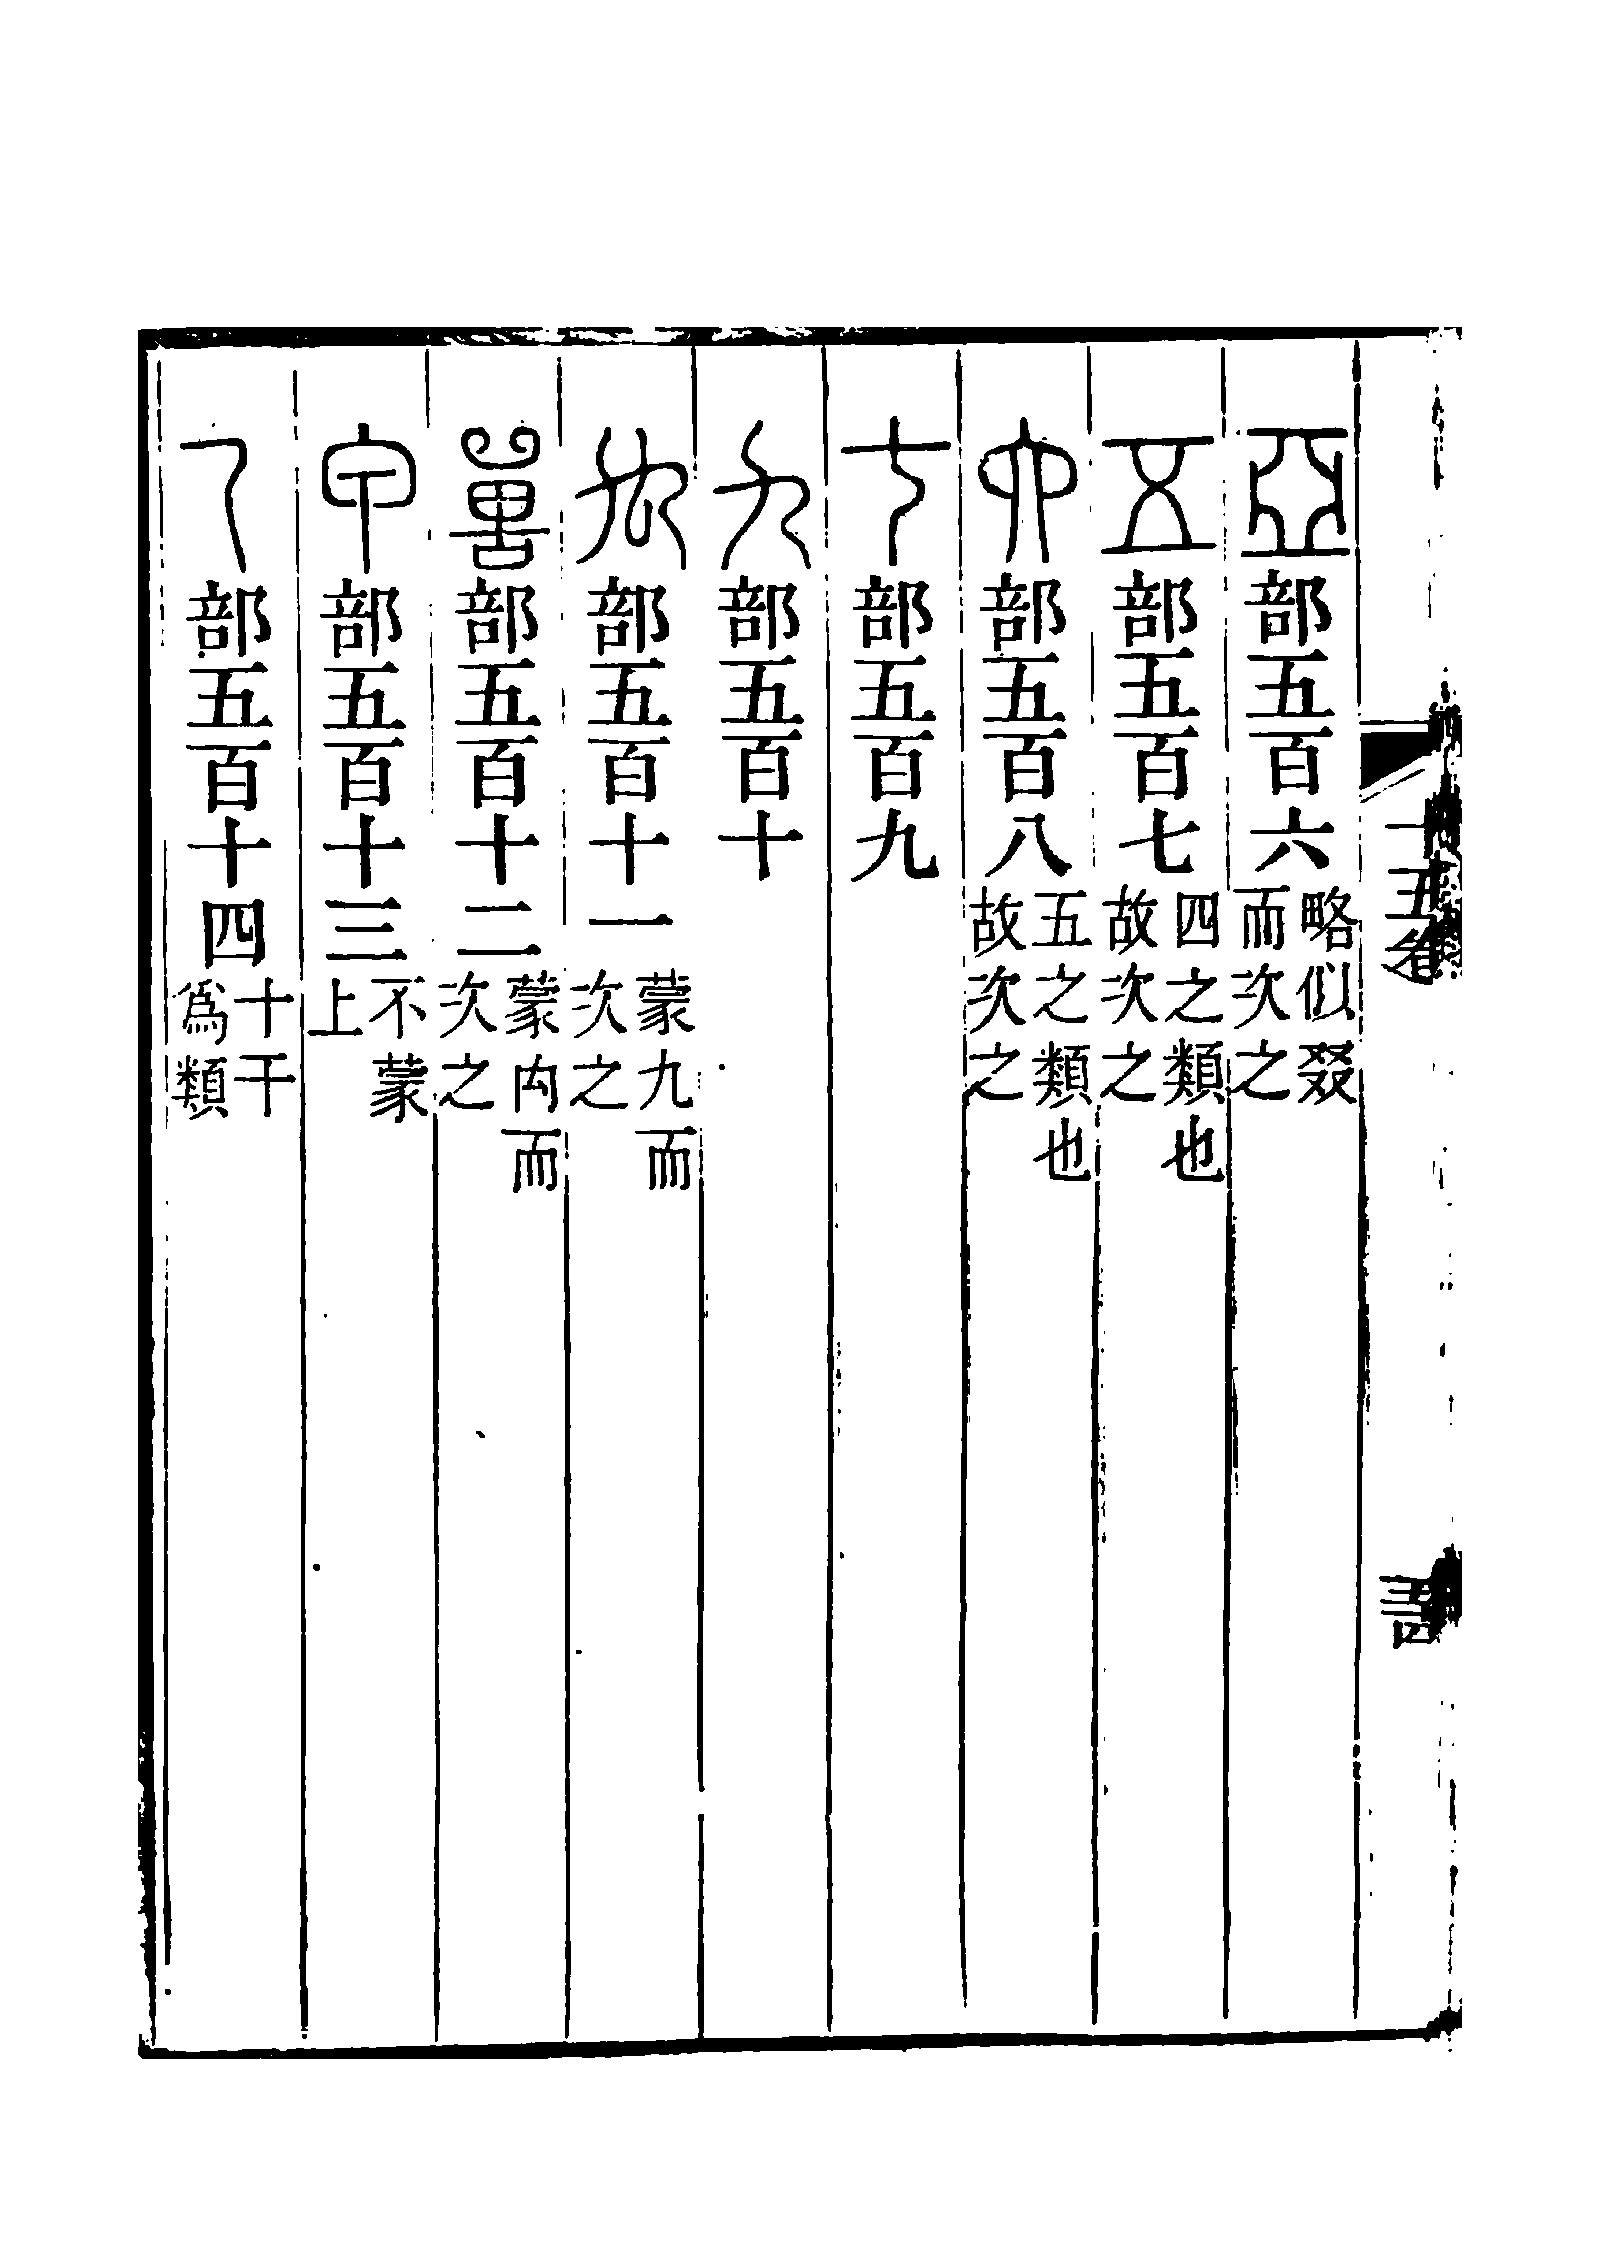 亞部五百六略似叕而次之
五部五百七四之類也故次之
六部五百八五之類也故次之
七部五百九
九部五百十
禸部五百十一蒙九而次之
嘼部五百十二蒙禸而次之
甲部五百十三不蒙上
乙部五百十四十干爲類
十五卷